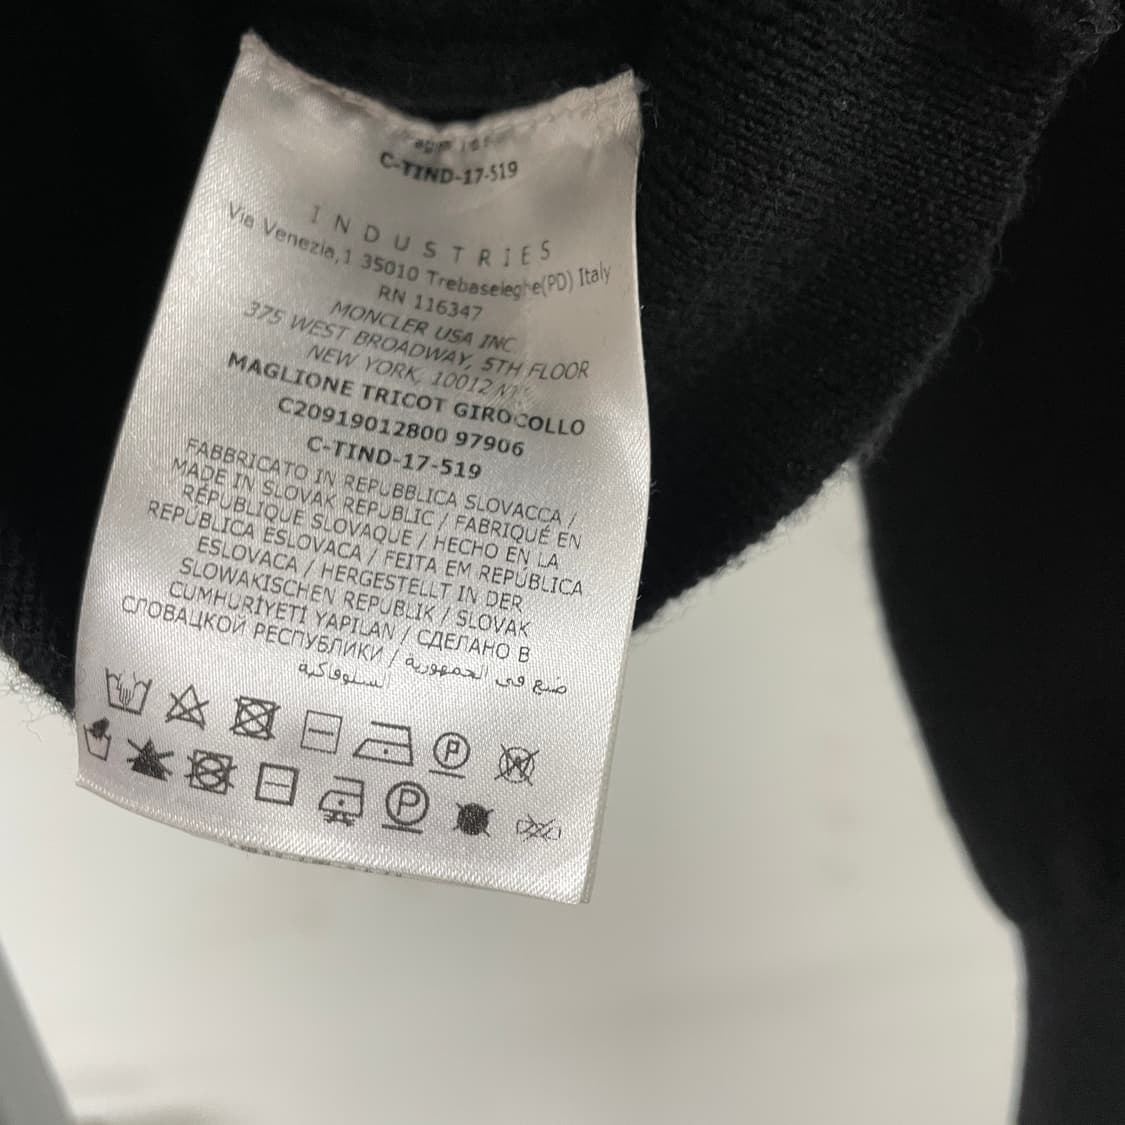 C-TIND-17-519
INDUSTRIES
Via Venezia,1 35010 Trebaseleghe(PD) Italy
RN 116347
MONCLER USA INC
375 WEST BROADWAY, 5TH FLOOR
NEW YORK, 10012 NY
MAGLIONE TRICOT GIROCOLLO
C20919012800 97906
C-TIND-17-519
FABBRICATO IN REPUBBLICA SLOVACCA /
MADE IN SLOVAK REPUBLIC / FABRIQUÉ EN
RÉPUBLIQUE SLOVAQUE / HECHO EN LA
REPÚBLICA ESLOVACA / FEITA EM REPÚBLICA
ESLOVACA / HERGESTELLT IN DER
SLOWAKISCHEN REPUBLIK / SLOVAK
CUMHURİYETİ YAPILAN / СДЕЛАНО В
СЛОВАЦКОЙ РЕСПУБЛИКИ / صنع في الجمهورية
السلوفاكية
P W
P